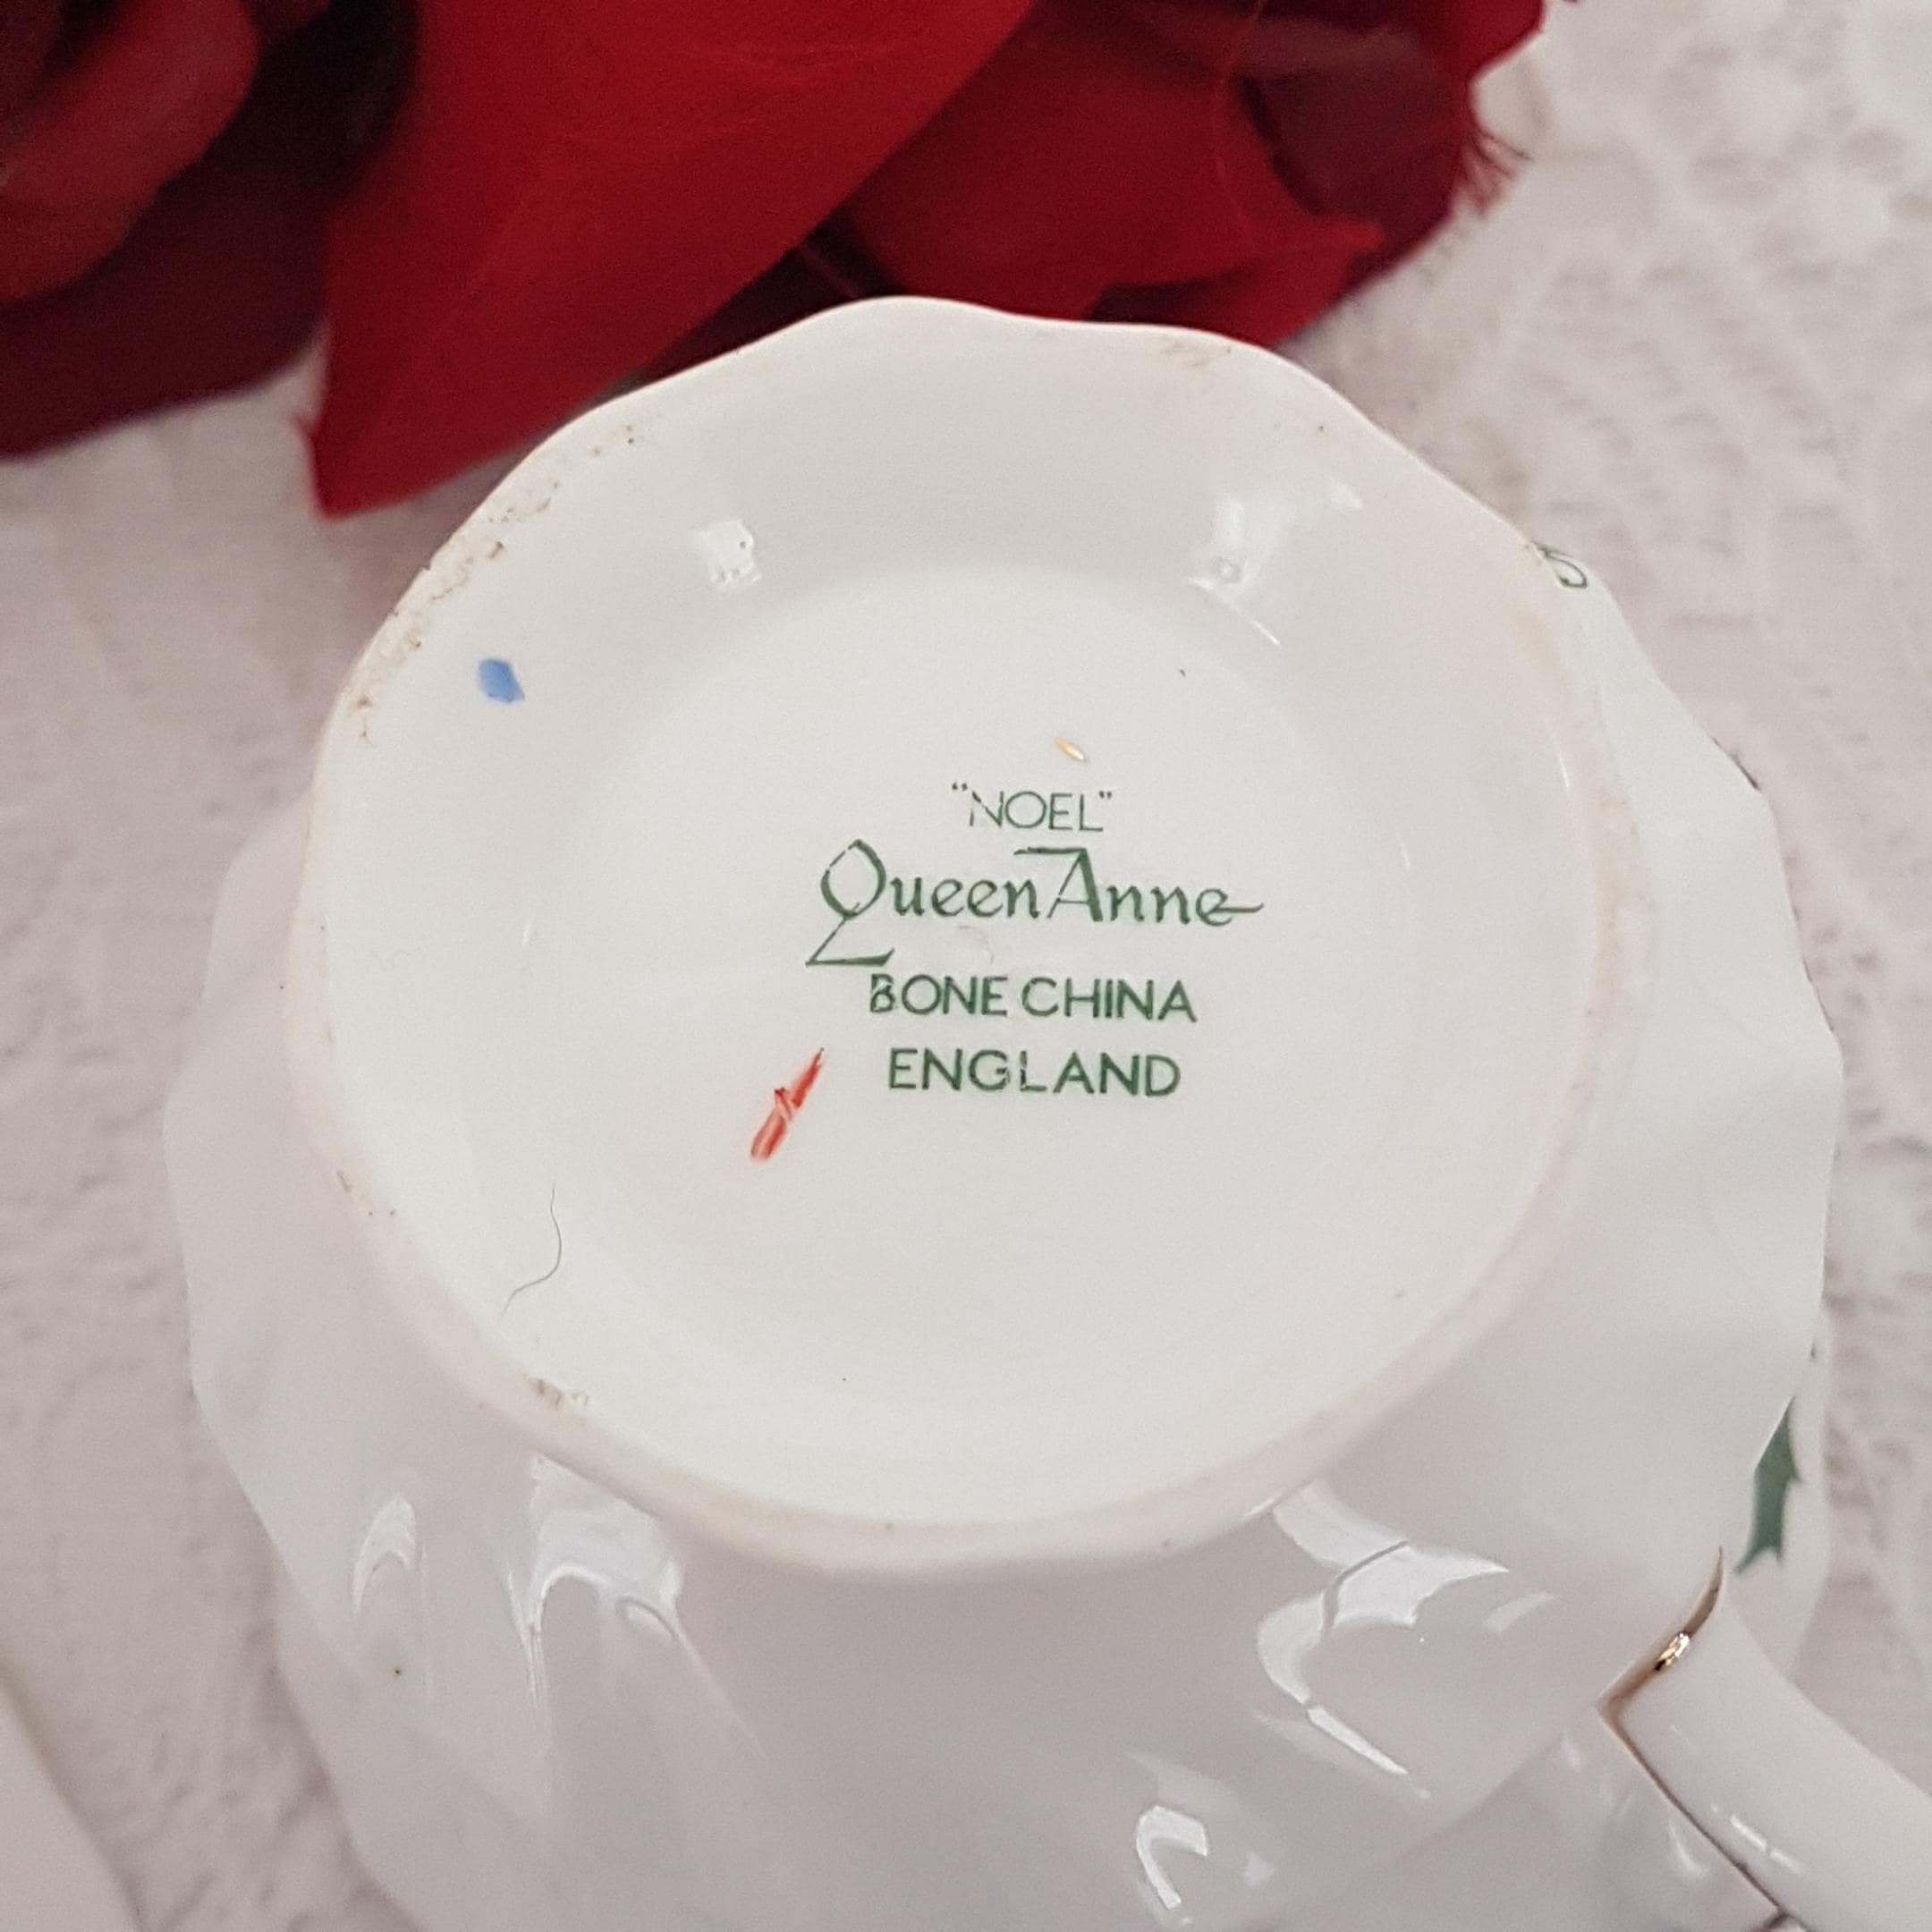 "NOEL"
Queen Anne
BONE CHINA
ENGLAND